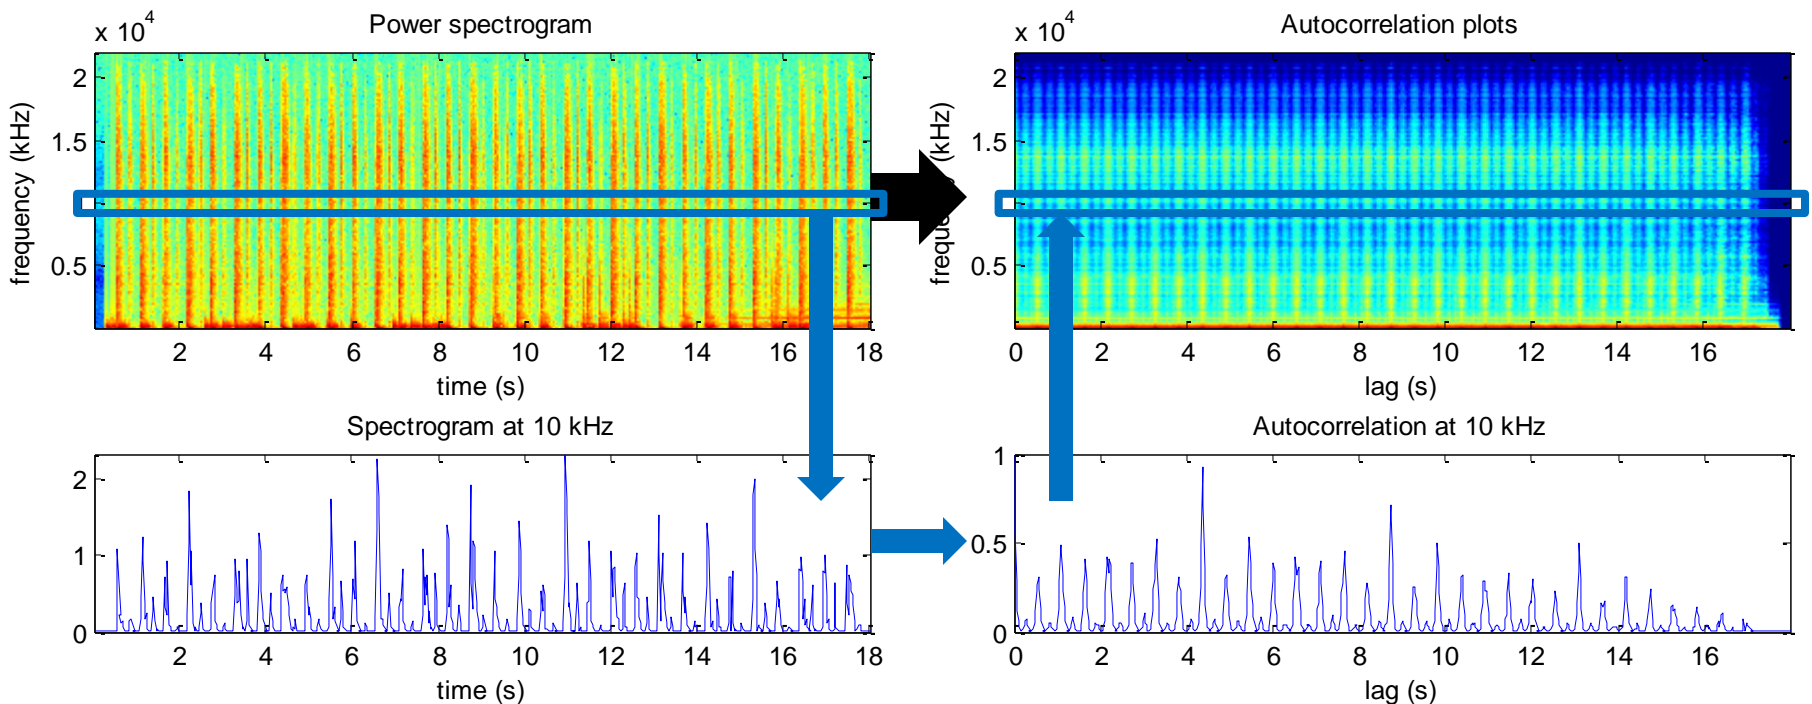 x 10^4
Power spectrogram
frequency (kHz)
2
1.5
1
0.5
2 4 6 8 10 12 14 16 18
time (s)
x 10^4
Autocorrelation plots
(kHz)
2
1.5
1
0.5
0 2 4 6 8 10 12 14 16
lag (s)
Spectrogram at 10 kHz
2
1
0
2 4 6 8 10 12 14 16 18
time (s)
Autocorrelation at 10 kHz
1
0.5
0
0 2 4 6 8 10 12 14 16
lag (s)